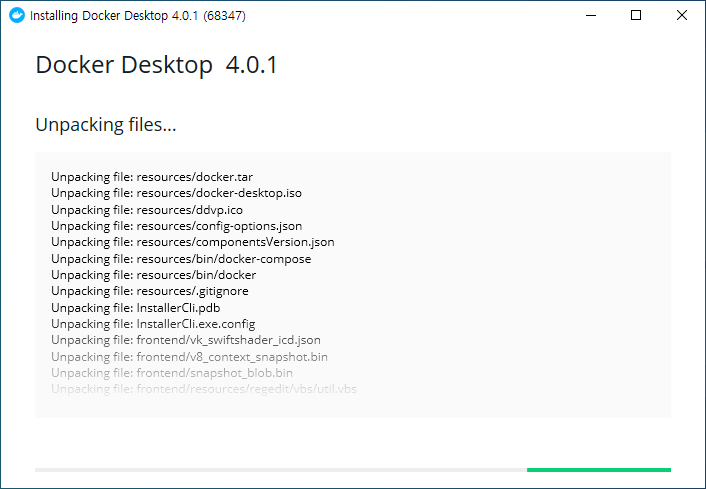 Installing Docker Desktop 4.0.1 (68347)
Docker Desktop 4.0.1
Unpacking files...
Unpacking file: resources/docker.tar
Unpacking file: resources/docker-desktop.iso
Unpacking file: resources/ddvp.ico
Unpacking file: resources/config-options.json
Unpacking file: resources/componentsVersion.json
Unpacking file: resources/bin/docker-compose
Unpacking file: resources/bin/docker
Unpacking file: resources/.gitignore
Unpacking file: InstallerCli.pdb
Unpacking file: InstallerCli.exe.config
Unpacking file: frontend/vk_swiftshader_icd.json
Unpacking file: frontend/v8_context_snapshot.bin
Unpacking file: frontend/snapshot_blob.bin
Unpacking file: frontend/resources/regedit/vbs/util.vbs